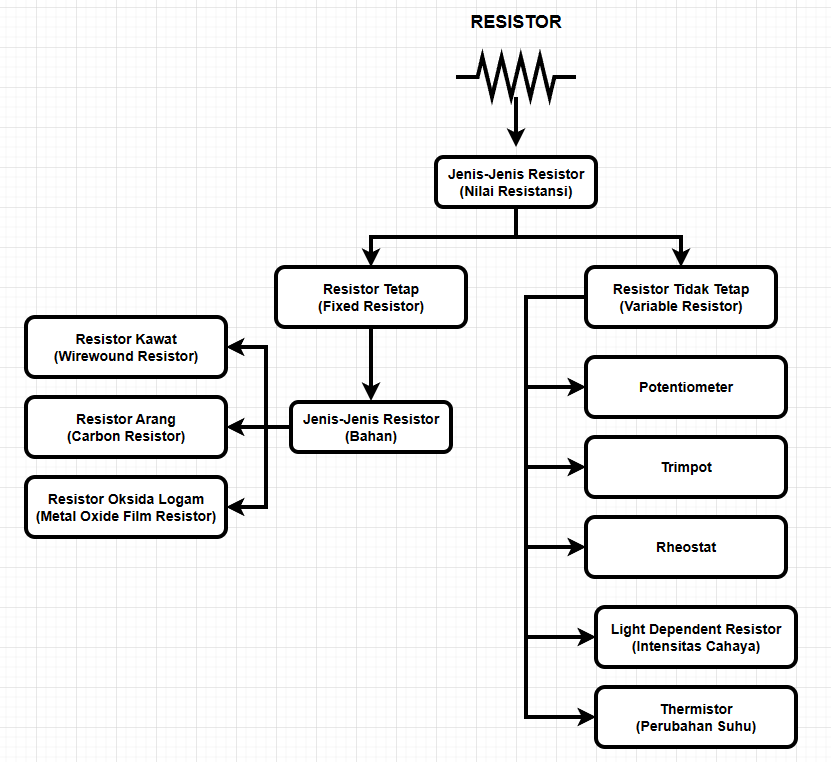 RESISTOR
Jenis-Jenis Resistor
(Nilai Resistansi)
Resistor Tetap
(Fixed Resistor)
Resistor Tidak Tetap
(Variable Resistor)
Resistor Kawat
(Wirewound Resistor)
Resistor Arang
(Carbon Resistor)
Resistor Oksida Logam
(Metal Oxide Film Resistor)
Jenis-Jenis Resistor
(Bahan)
Potentiometer
Trimpot
Rheostat
Light Dependent Resistor
(Intensitas Cahaya)
Thermistor
(Perubahan Suhu)